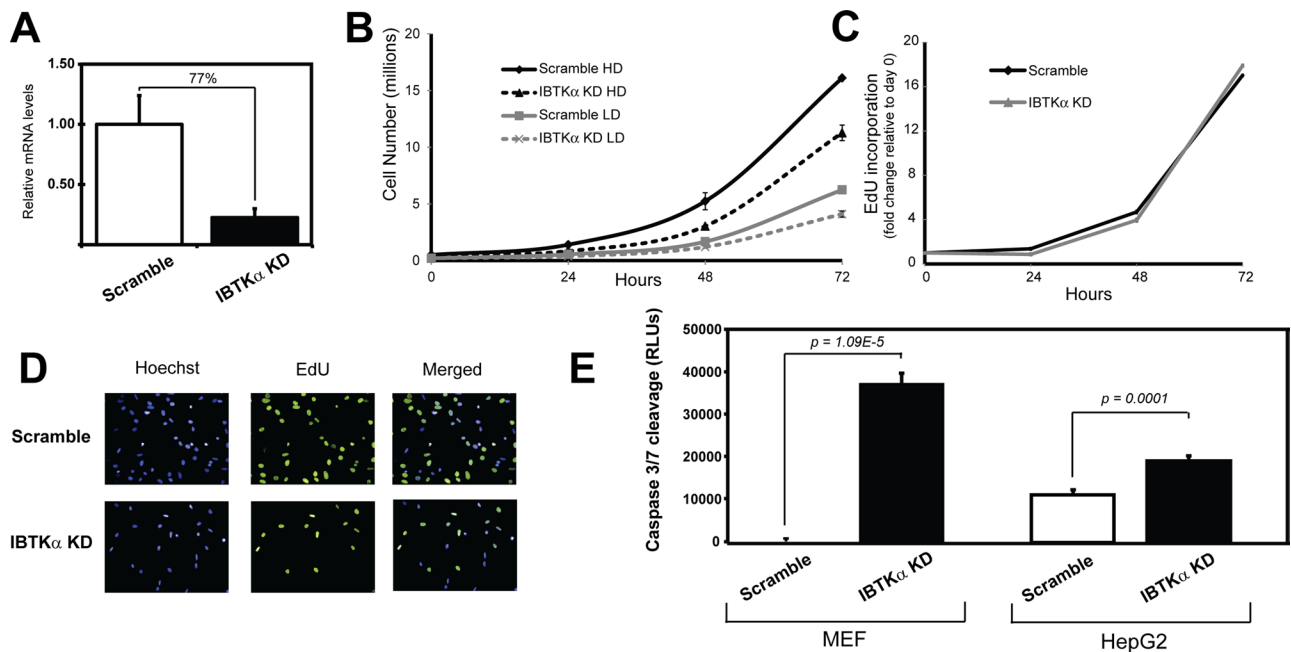 A
Relative mRNA levels
1.50
1.00
0.50
77%
Scramble
IBTKα KD
B
Cell Number (millions)
20
15
10
5
0
Scramble HD
IBTKα KD HD
Scramble LD
IBTKα KD LD
0 24 48 72
Hours
C
EdU incorporation
(fold change relative to day 0)
20
16
12
8
4
0
Scramble
IBTKα KD
0 24 48 72
Hours
D
Hoechst EdU Merged
Scramble
IBTKα KD
E
Caspase 3/7 cleavage (RLUs)
50000
40000
30000
20000
10000
0
p = 1.09E-5
p = 0.0001
Scramble
IBTKα KD
Scramble
IBTKα KD
MEF
HepG2